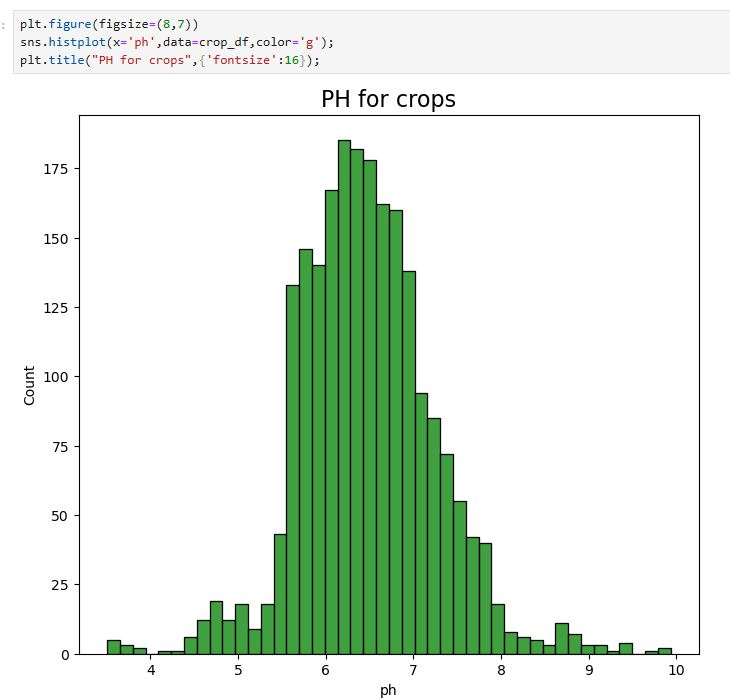 :
plt.figure(figsize=(8,7))
sns.histplot(x='ph',data=crop_df,color='g');
plt.title("PH for crops",{'fontsize':16});
PH for crops
175
150
125
100
75
50
25
0
Count
4 5 6 7 8 9 10
ph